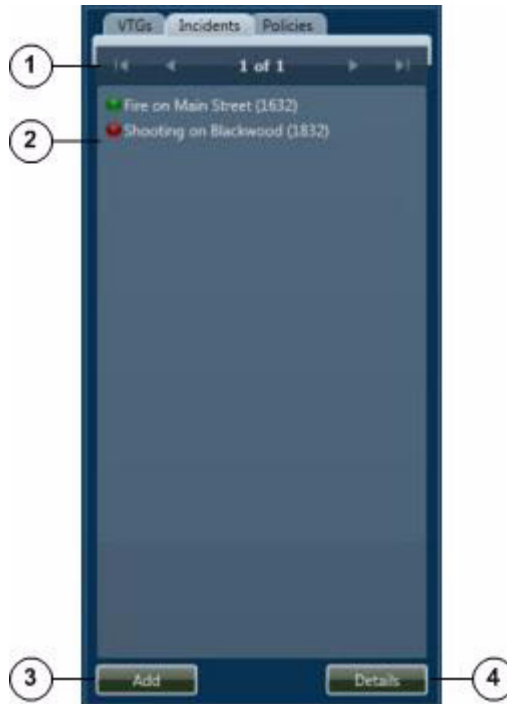 VTGs Incidents Policies
1 1 of 1
Fire on Main Street (1632)
2 Shooting on Blackwood (1832)
3 Add Details 4